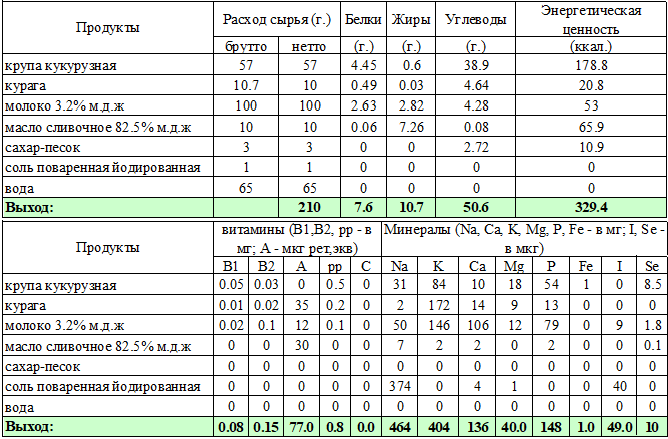 Продукты Расход сырья (г.) Белки Жиры Углеводы Энергетическая ценность
брутто нетто (г.) (г.) (г.) (ккал.)
крупа кукурузная 57 57 4.45 0.6 38.9 178.8
курага 10.7 10 0.49 0.03 4.64 20.8
молоко 3.2% м.д.ж 100 100 2.63 2.82 4.28 53
масло сливочное 82.5% м.д.ж 10 10 0.06 7.26 0.08 65.9
сахар-песок 3 3 0 0 2.72 10.9
соль поваренная йодированная 1 1 0 0 0 0
вода 65 65 0 0 0 0
Выход: 210 7.6 10.7 50.6 329.4
Продукты витамины (B1,B2, pp - в мг; А - мкг рет,экв) Минералы (Na, Ca, K, Mg, P, Fe - в мг; I, Se - в мкг)
B1 B2 A pp C Na K Ca Mg P Fe I Se
крупа кукурузная 0.05 0.03 0 0.5 0 31 84 10 18 54 1 0 8.5
курага 0.01 0.02 35 0.2 0 2 172 14 9 13 0 0 0
молоко 3.2% м.д.ж 0.02 0.1 12 0.1 0 50 146 106 12 79 0 9 1.8
масло сливочное 82.5% м.д.ж 0 0 30 0 0 7 2 2 0 2 0 0 0.1
сахар-песок 0 0 0 0 0 0 0 0 0 0 0 0 0
соль поваренная йодированная 0 0 0 0 0 374 0 4 1 0 0 40 0
вода 0 0 0 0 0 0 0 0 0 0 0 0 0
Выход: 0.08 0.15 77.0 0.8 0.0 464 404 136 40.0 148 1.0 49.0 10